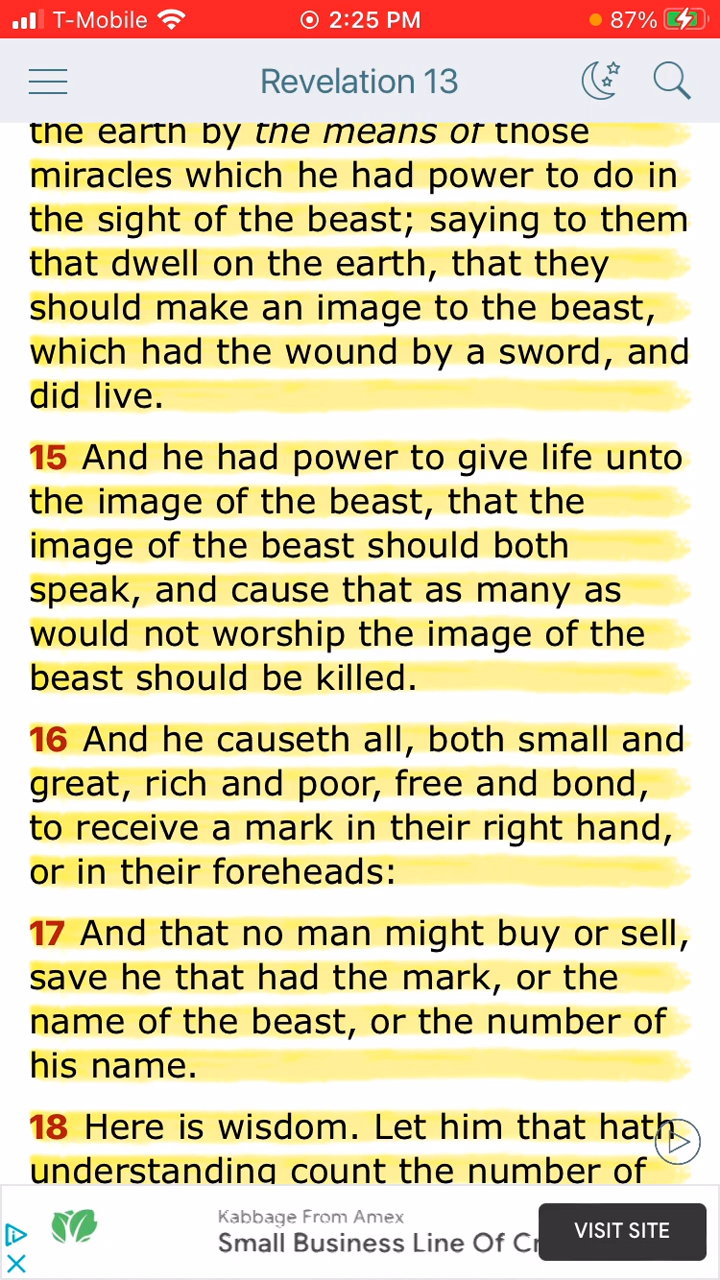 T-Mobile 2:25 PM 87%
Revelation 13
the earth by the means of those
miracles which he had power to do in
the sight of the beast; saying to them
that dwell on the earth, that they
should make an image to the beast,
which had the wound by a sword, and
did live.
15 And he had power to give life unto
the image of the beast, that the
image of the beast should both
speak, and cause that as many as
would not worship the image of the
beast should be killed.
16 And he causeth all, both small and
great, rich and poor, free and bond,
to receive a mark in their right hand,
or in their foreheads:
17 And that no man might buy or sell,
save he that had the mark, or the
name of the beast, or the number of
his name.
18 Here is wisdom. Let him that hath
understanding count the number of
Kabbage From Amex
Small Business Line Of Cr
VISIT SITE